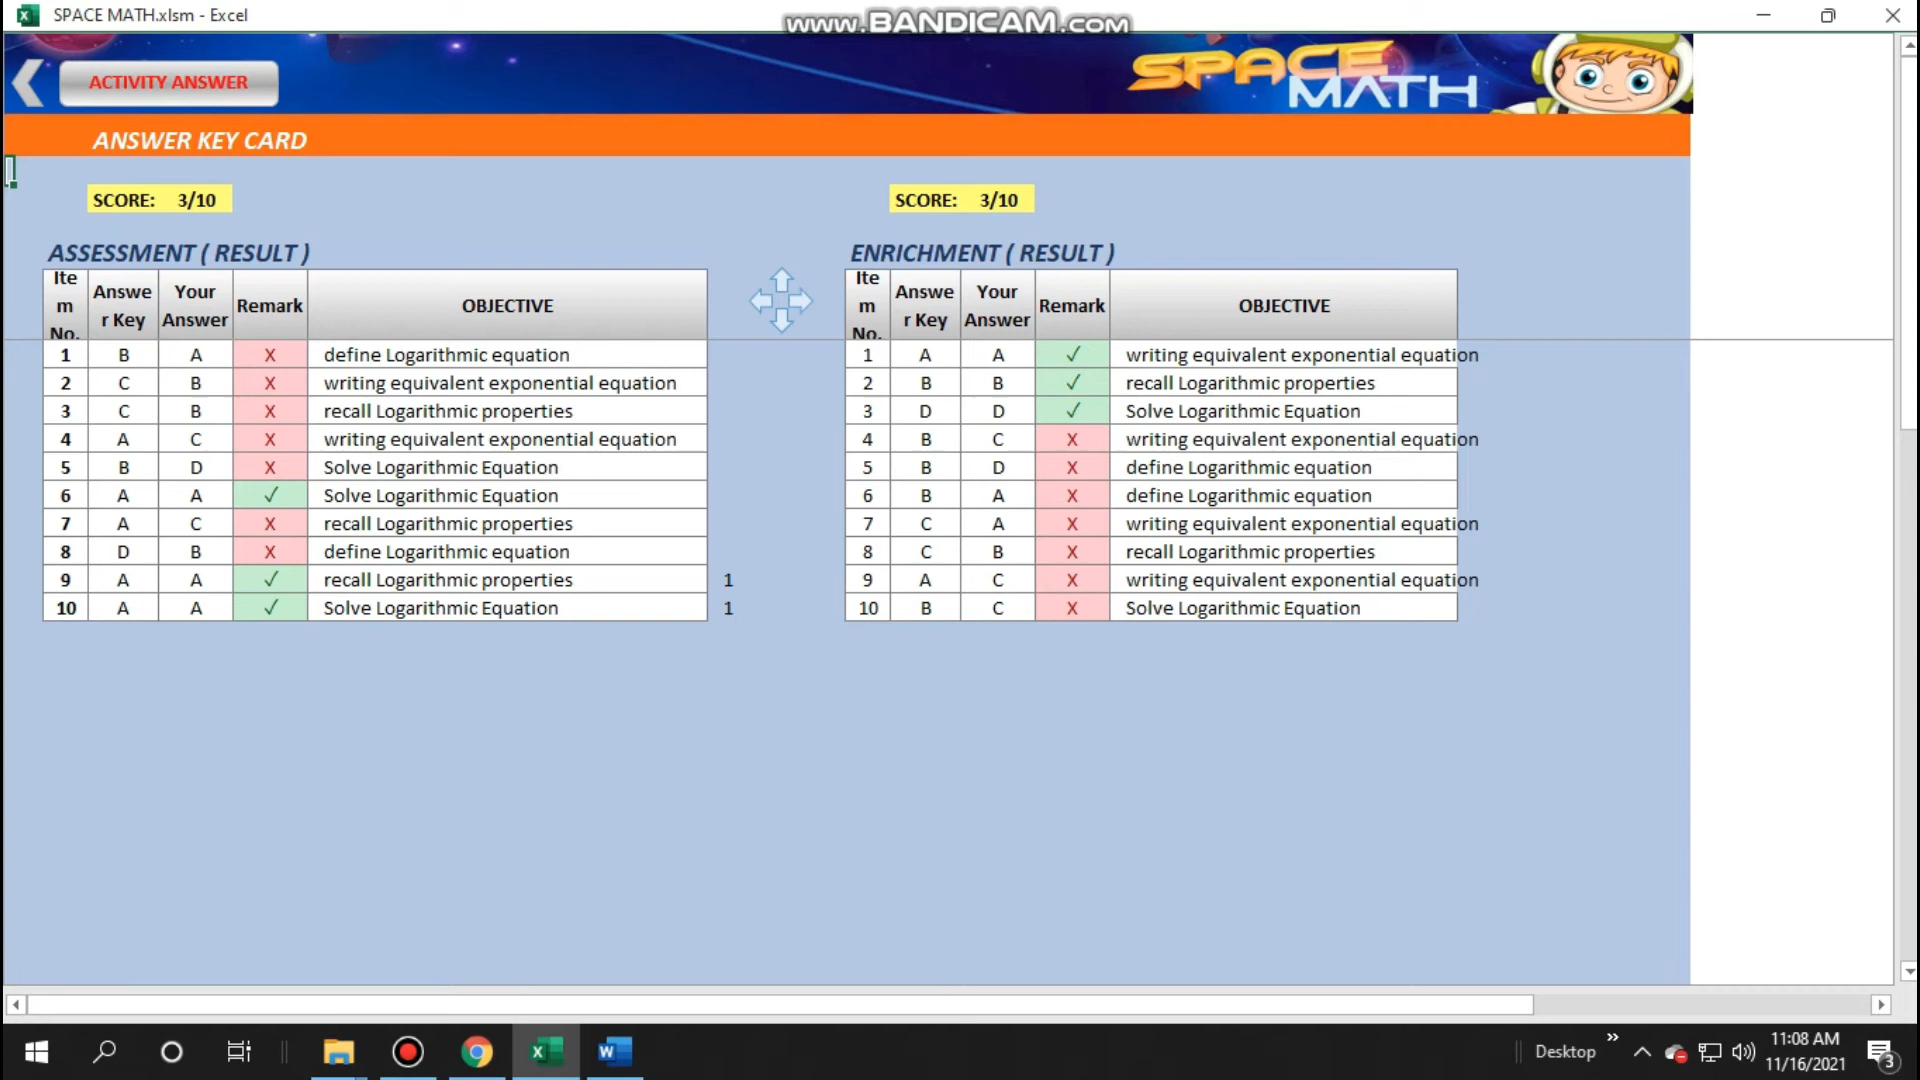 SPACE MATH.xlsm - Excel
www.BANDICAM.com
ACTIVITY ANSWER
SPACE
MATH
ANSWER KEY CARD
SCORE: 3/10
SCORE: 3/10
ASSESSMENT ( RESULT )
ENRICHMENT ( RESULT )
Ite
m
No.
Answe
r Key
Your
Answer
Remark
OBJECTIVE
Ite
m
No.
Answe
r Key
Your
Answer
Remark
OBJECTIVE
1 B A X define Logarithmic equation
2 C B X writing equivalent exponential equation
3 C B X recall Logarithmic properties
4 A C X writing equivalent exponential equation
5 B D X Solve Logarithmic Equation
6 A A ✓ Solve Logarithmic Equation
7 A C X recall Logarithmic properties
8 D B X define Logarithmic equation
9 A A ✓ recall Logarithmic properties 1
10 A A ✓ Solve Logarithmic Equation 1
1 A A ✓ writing equivalent exponential equation
2 B B ✓ recall Logarithmic properties
3 D D ✓ Solve Logarithmic Equation
4 B C X writing equivalent exponential equation
5 B D X define Logarithmic equation
6 B A X define Logarithmic equation
7 C A X writing equivalent exponential equation
8 C B X recall Logarithmic properties
9 A C X writing equivalent exponential equation
10 B C X Solve Logarithmic Equation
Desktop
11:08 AM
11/16/2021
3